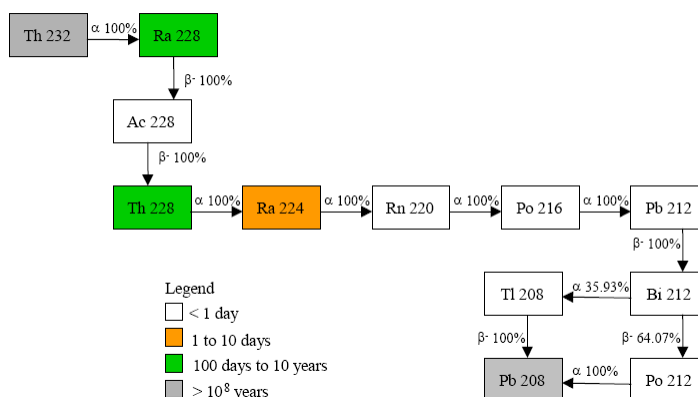 Th 232 α 100% Ra 228
β- 100%
Ac 228
β- 100%
Th 228 α 100% Ra 224 α 100% Rn 220 α 100% Po 216 α 100% Pb 212
β- 100%
Tl 208 α 35.93% Bi 212
β- 100% β- 64.07%
Pb 208 α 100% Po 212
Legend
< 1 day
1 to 10 days
100 days to 10 years
> 10⁸ years